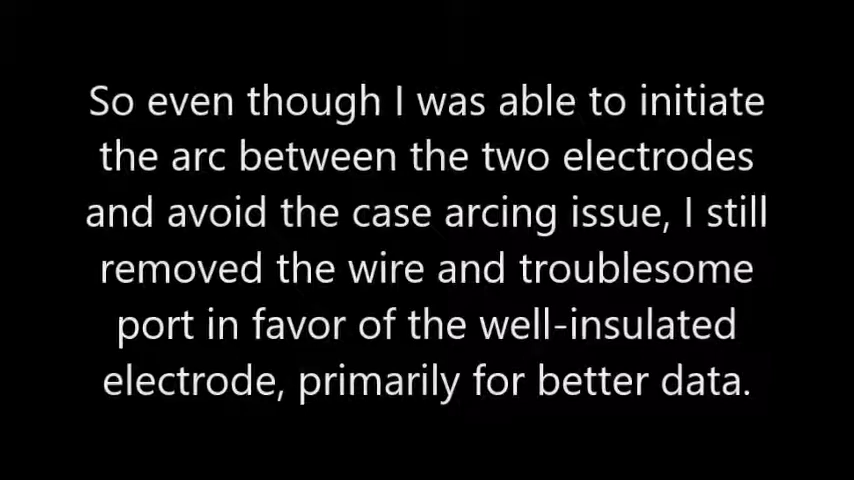 So even though I was able to initiate
the arc between the two electrodes
and avoid the case arcing issue, I still
removed the wire and troublesome
port in favor of the well-insulated
electrode, primarily for better data.